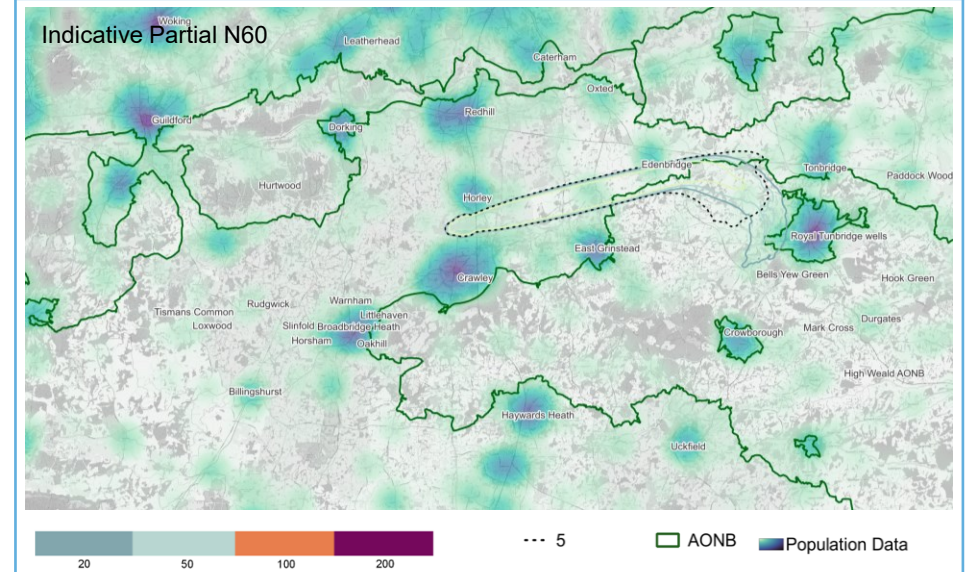 Indicative Partial N60
Woking
Leatherhead
Caterham
Oxted
Guildford
Redhill
Dorking
Edenbridge
Tonbridge
Paddock Wood
Hurtwood
Horley
Royal Tunbridge wells
East Grinstead
Crawley
Bells Yew Green
Hook Green
Rudgwick
Warnham
Tismans Common
Littlehaven
Loxwood
Slinfold
Broadbridge Heath
Durgates
Mark Cross
Crowborough
Horsham
Oakhill
High Weald AONB
Billingshurst
Haywards Heath
Uckfield
5
AONB
Population Data
20
50
100
200